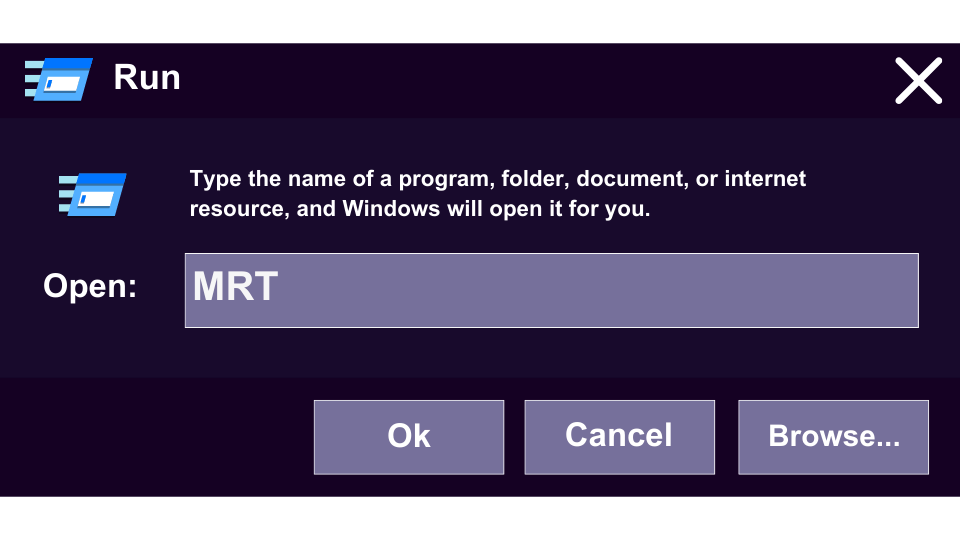 Run
Type the name of a program, folder, document, or internet
resource, and Windows will open it for you.
Open:
MRT
Ok
Cancel
Browse...